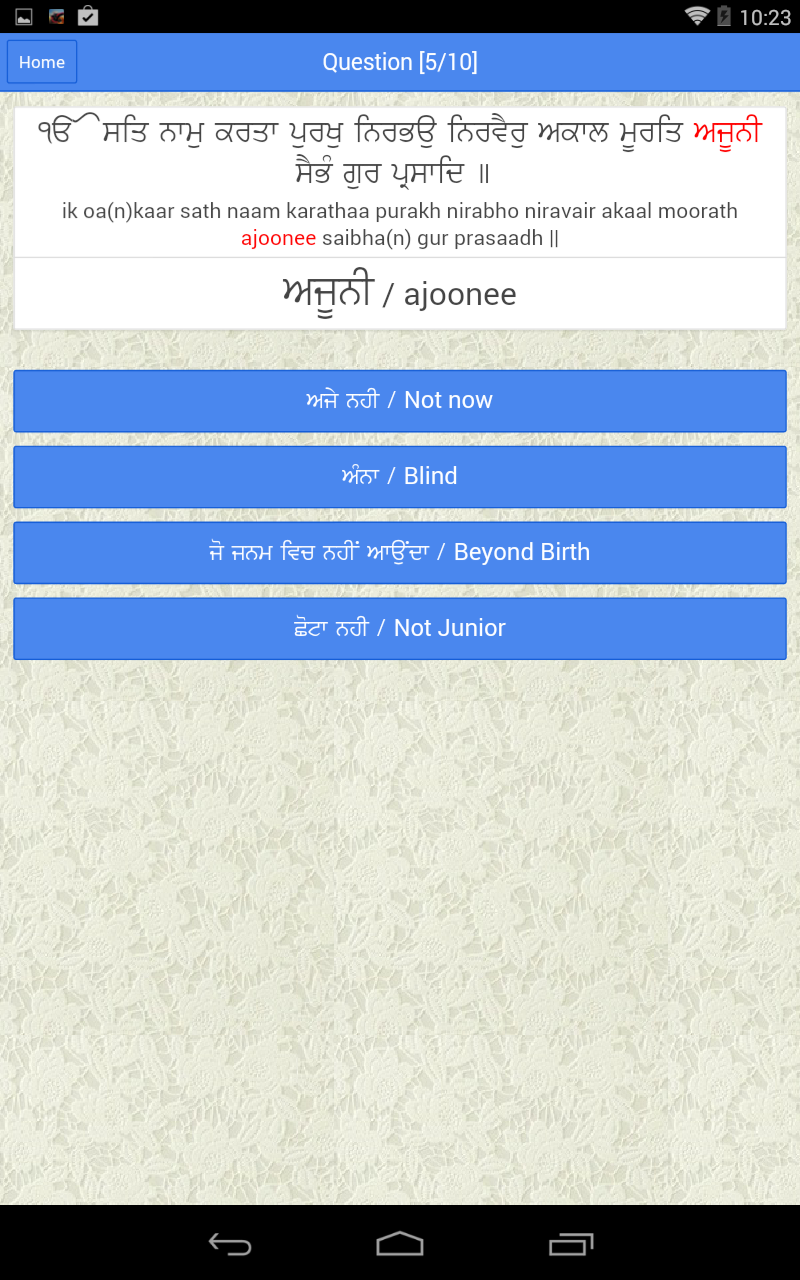 10:23
Home
Question [5/10]
ੴ ਸਤਿ ਨਾਮੁ ਕਰਤਾ ਪੁਰਖੁ ਨਿਰਭਉ ਨਿਰਵੈਰੁ ਅਕਾਲ ਮੂਰਤਿ ਅਜੂਨੀ
ਸੈਭੰ ਗੁਰ ਪ੍ਰਸਾਦਿ ॥
ik oa(n)kaar sath naam karathaa purakh nirabho niravair akaal moorath
ajoonee saibha(n) gur prasaadh ||
ਅਜੂਨੀ / ajoonee
ਅਜੇ ਨਹੀ / Not now
ਅੰਨਾ / Blind
ਜੋ ਜਨਮ ਵਿਚ ਨਹੀਂ ਆਉਂਦਾ / Beyond Birth
ਛੋਟਾ ਨਹੀ / Not Junior